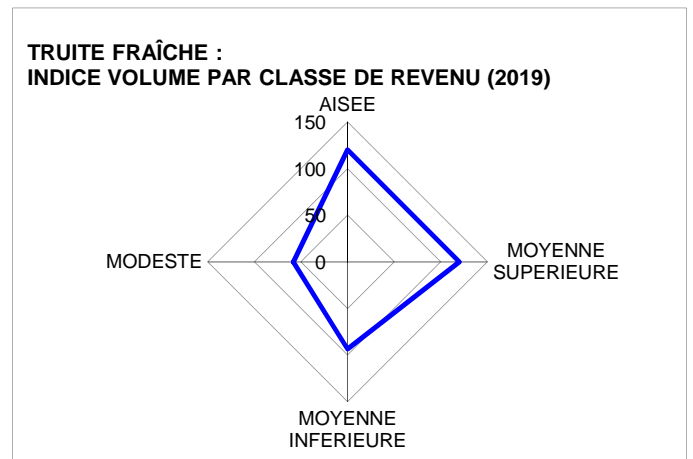 TRUITE FRAÎCHE :
INDICE VOLUME PAR CLASSE DE REVENU (2019)
AISEE
150
100
50
0
MODESTE
MOYENNE
SUPERIEURE
MOYENNE
INFERIEURE